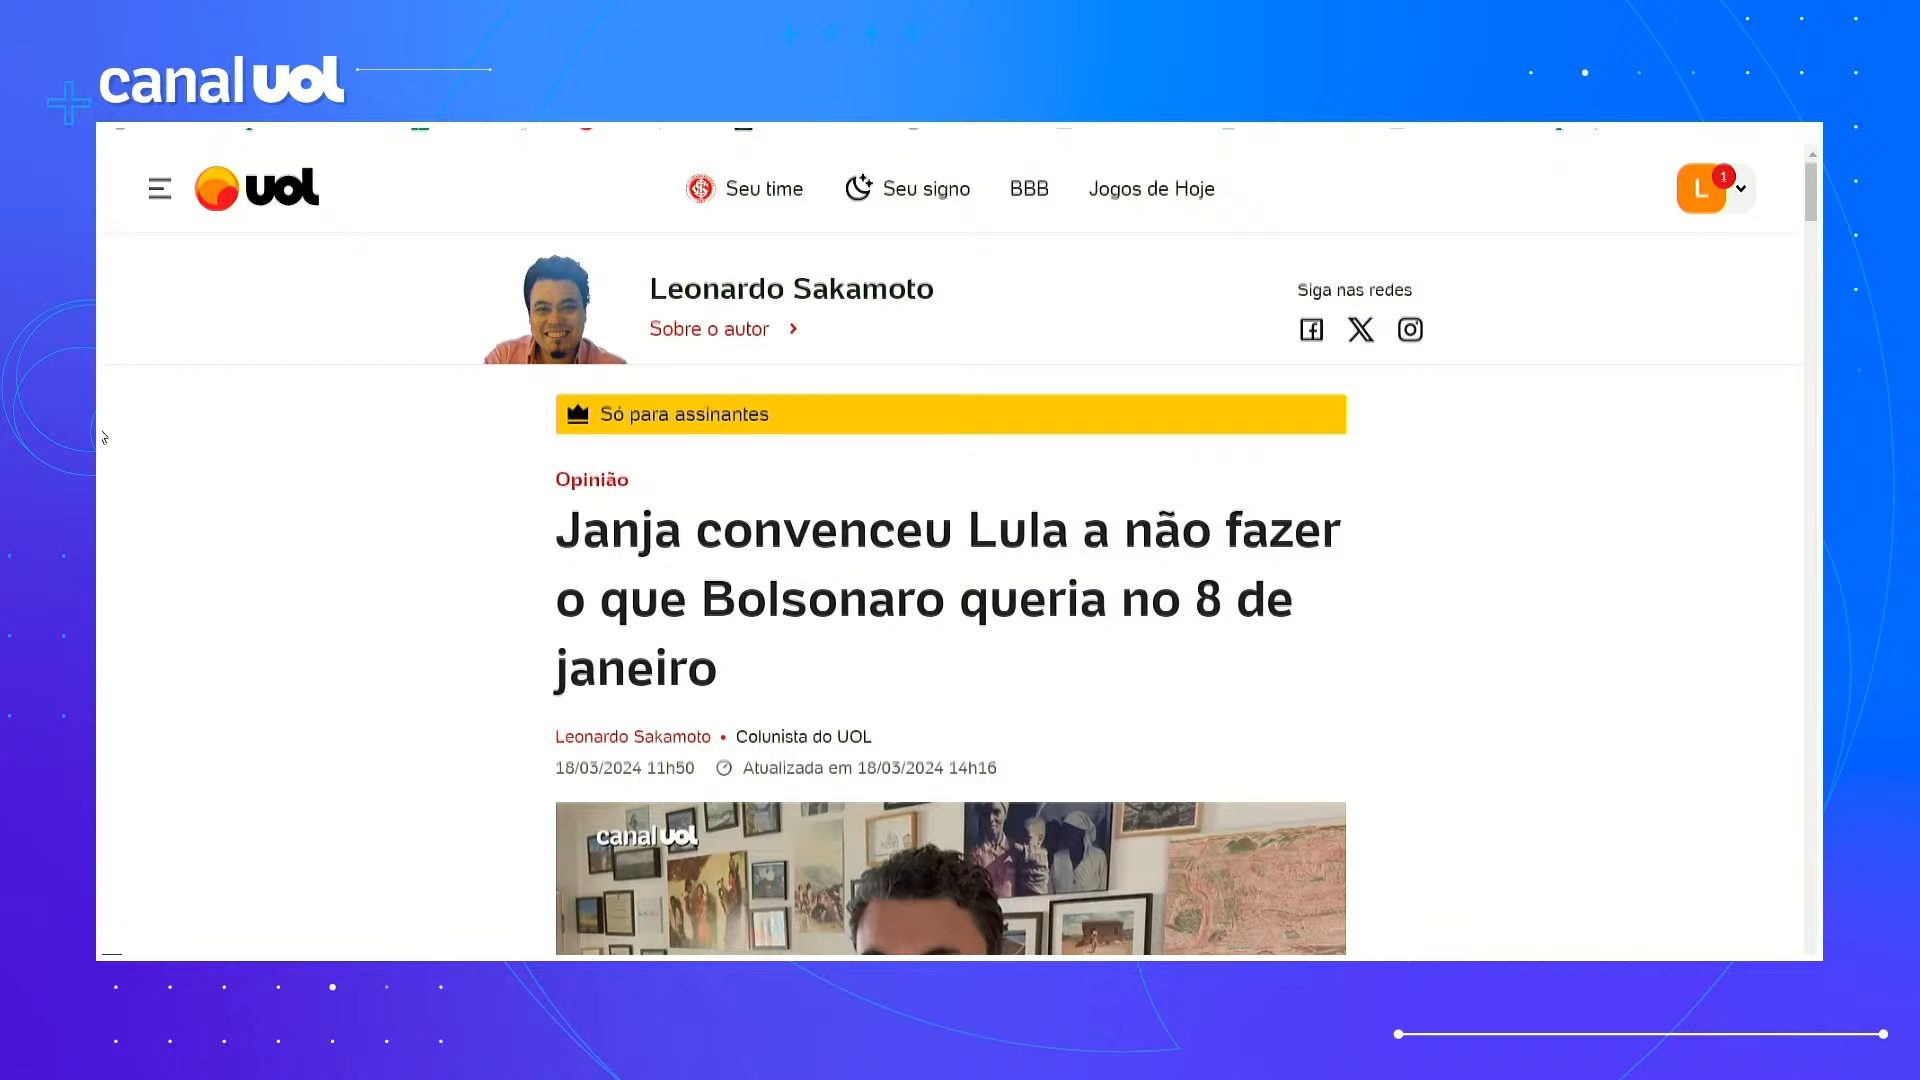 canal uol
uol
Seu time
Seu signo
BBB
Jogos de Hoje
L
1
Leonardo Sakamoto
Sobre o autor
Siga nas redes
Só para assinantes
Opinião
Janja convenceu Lula a não fazer
o que Bolsonaro queria no 8 de
janeiro
Leonardo Sakamoto • Colunista do UOL
18/03/2024 11h50 Atualizada em 18/03/2024 14h16
canal uol